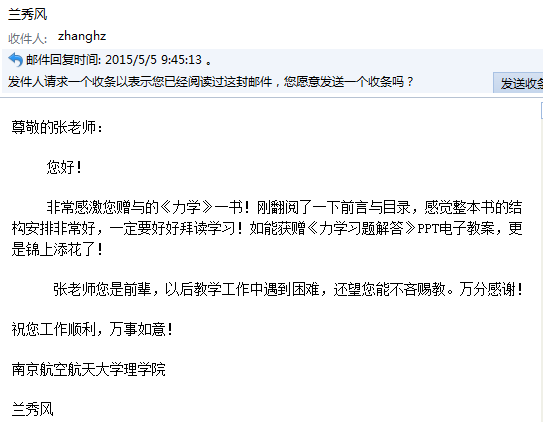 兰秀风
收件人： zhanghz
邮件回复时间: 2015/5/5 9:45:13 。
发件人请求一个收条以表示您已经阅读过这封邮件，您愿意发送一个收条吗？ 发送收条
尊敬的张老师：
您好！
非常感激您赠与的《力学》一书！刚翻阅了一下前言与目录，感觉整本书的结
构安排非常好，一定要好好拜读学习！如能获赠《力学习题解答》PPT电子教案，更
是锦上添花了！
张老师您是前辈，以后教学工作中遇到困难，还望您能不吝赐教。万分感谢！
祝您工作顺利，万事如意！
南京航空航天大学理学院
兰秀风